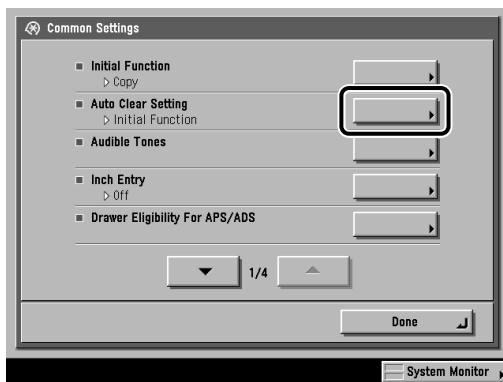 Common Settings
Initial Function
Copy
Auto Clear Setting
Initial Function
Audible Tones
Inch Entry
Off
Drawer Eligibility For APS/ADS
1/4
Done
System Monitor